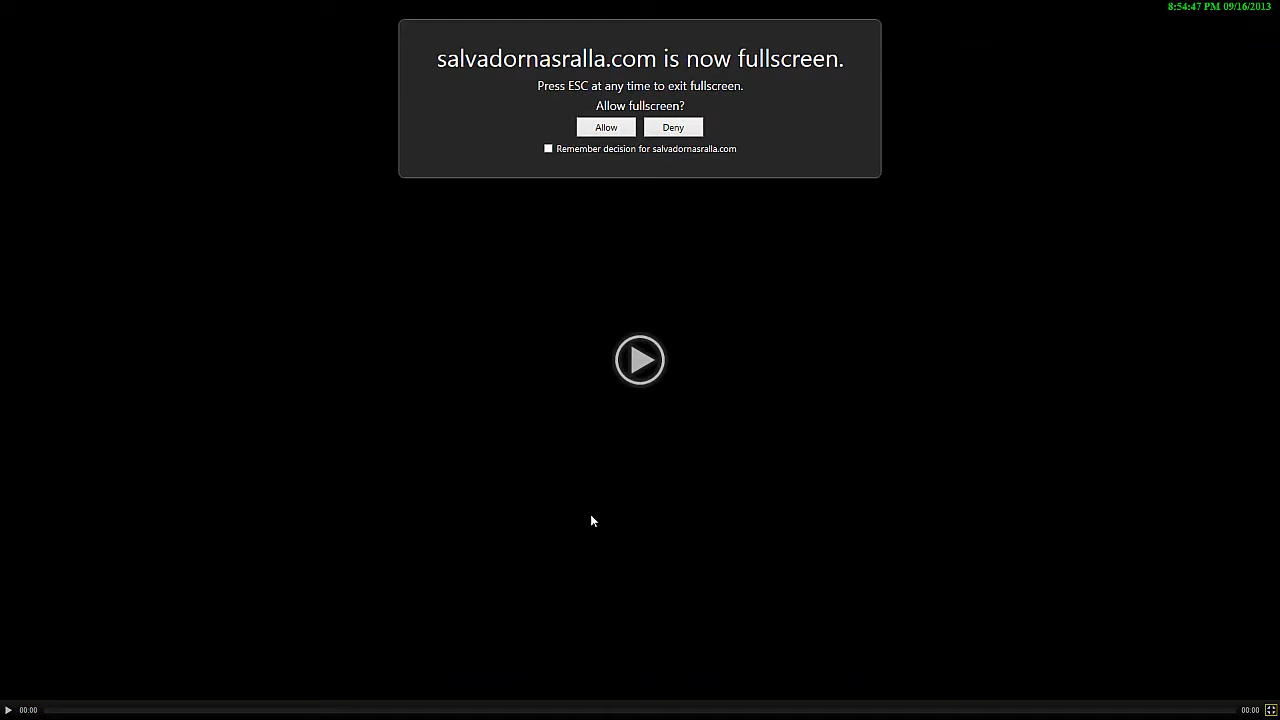 8:54:47 PM 09/16/2013
salvadornasralla.com is now fullscreen.
Press ESC at any time to exit fullscreen.
Allow fullscreen?
Allow Deny
Remember decision for salvadornasralla.com
00:00 00:00